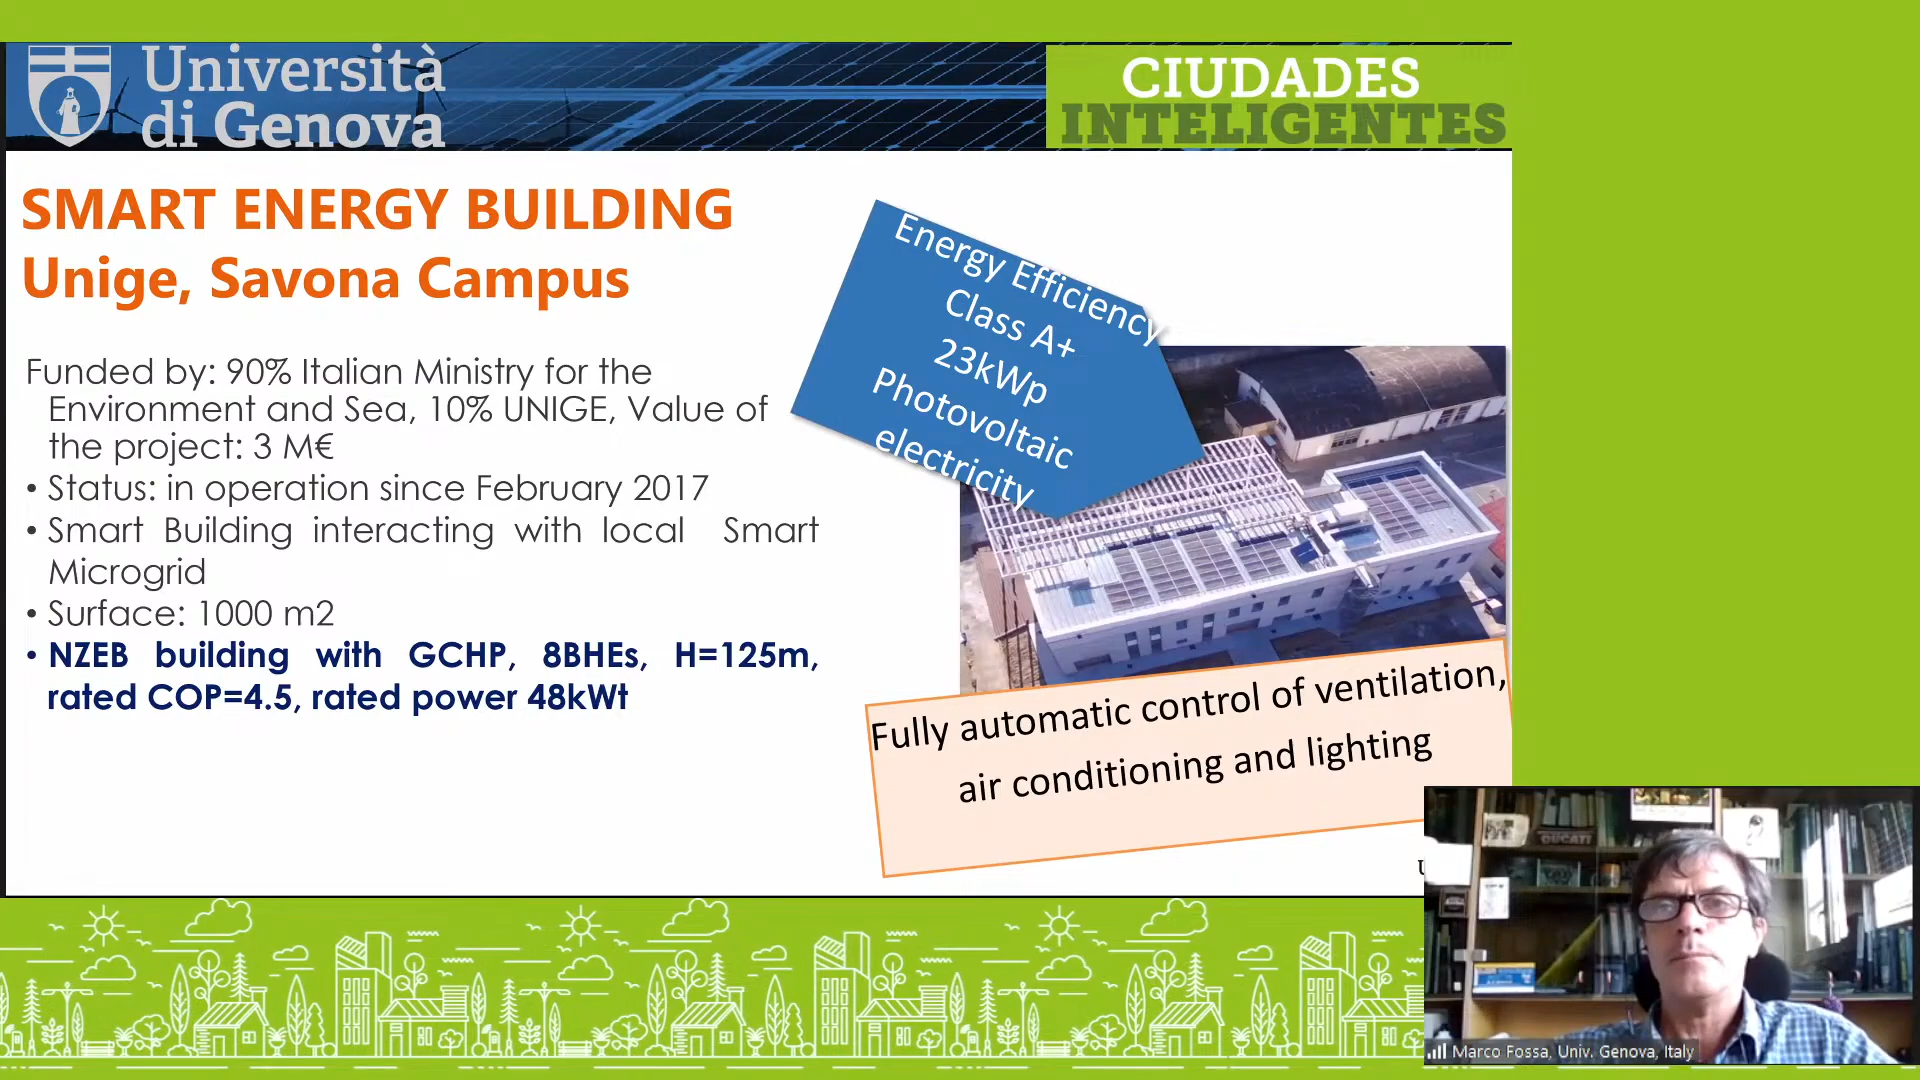 Università
di Genova
CIUDADES
INTELIGENTES
SMART ENERGY BUILDING
Unige, Savona Campus
Funded by: 90% Italian Ministry for the
Environment and Sea, 10% UNIGE, Value of
the project: 3 M€
• Status: in operation since February 2017
• Smart Building interacting with local Smart
Microgrid
• Surface: 1000 m2
• NZEB building with GCHP, 8BHEs, H=125m,
rated COP=4.5, rated power 48kWt
Energy Efficiency
Class A+
23kWp
Photovoltaic
electricity
Fully automatic control of ventilation,
air conditioning and lighting
DUCATI
Marco Fossa, Univ. Genova, Italy